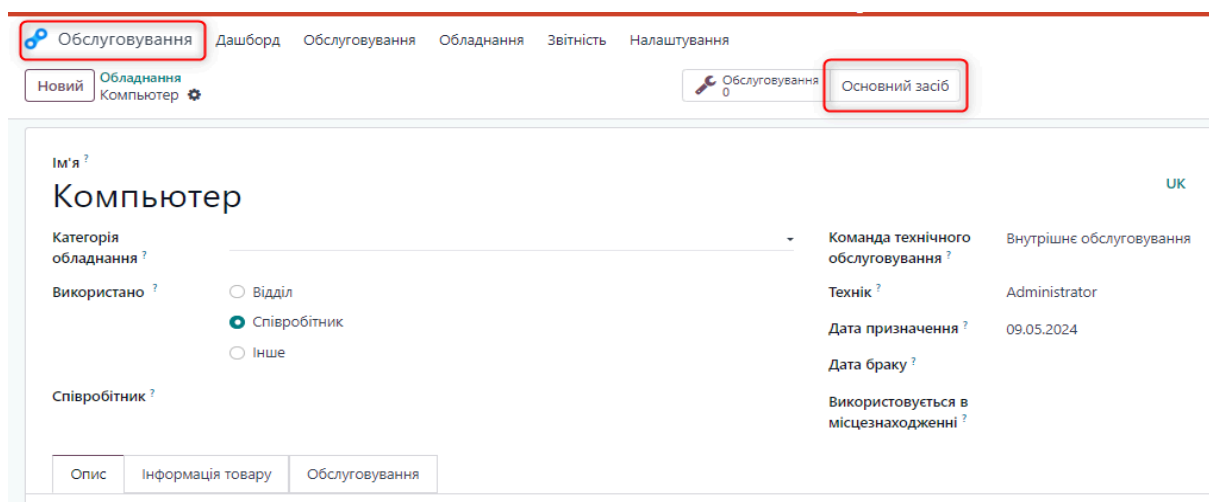 Обслуговування Дашборд Обслуговування Обладнання Звітність Налаштування
Новий
Обладнання
Компьютер
Обслуговування
0
Основний засіб
Ім'я ?
Компьютер
UK
Категорія
обладнання ?
Використано ?
Відділ
Співробітник
Інше
Співробітник ?
Команда технічного
обслуговування ?
Внутрішнє обслуговування
Технік ?
Administrator
Дата призначення ?
09.05.2024
Дата браку ?
Використовується в
місцезнаходженні ?
Опис Інформація товару Обслуговування